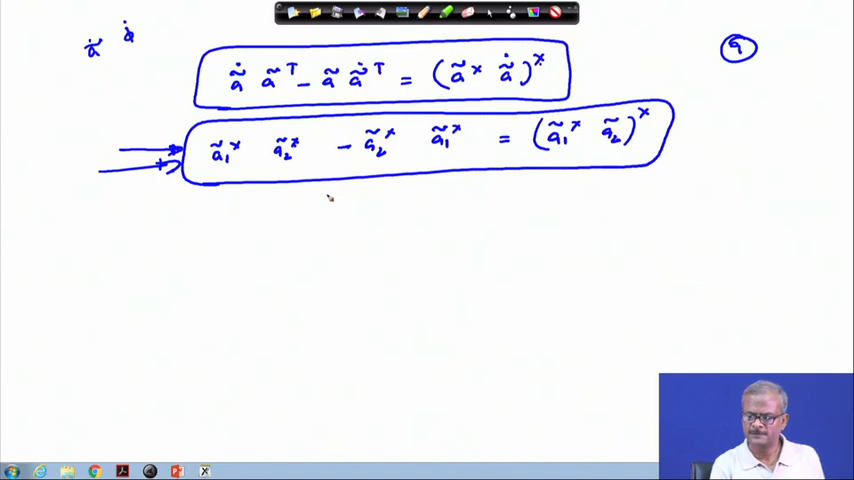 ȧ̃ ȧ
ȧ̃ ãᵀ − ã ȧ̃ᵀ = (ã^× ȧ̃)^×
9
ã₁^× ã₂^× − ã₂^× ã₁^× = (ã₁^× ã₂)^×